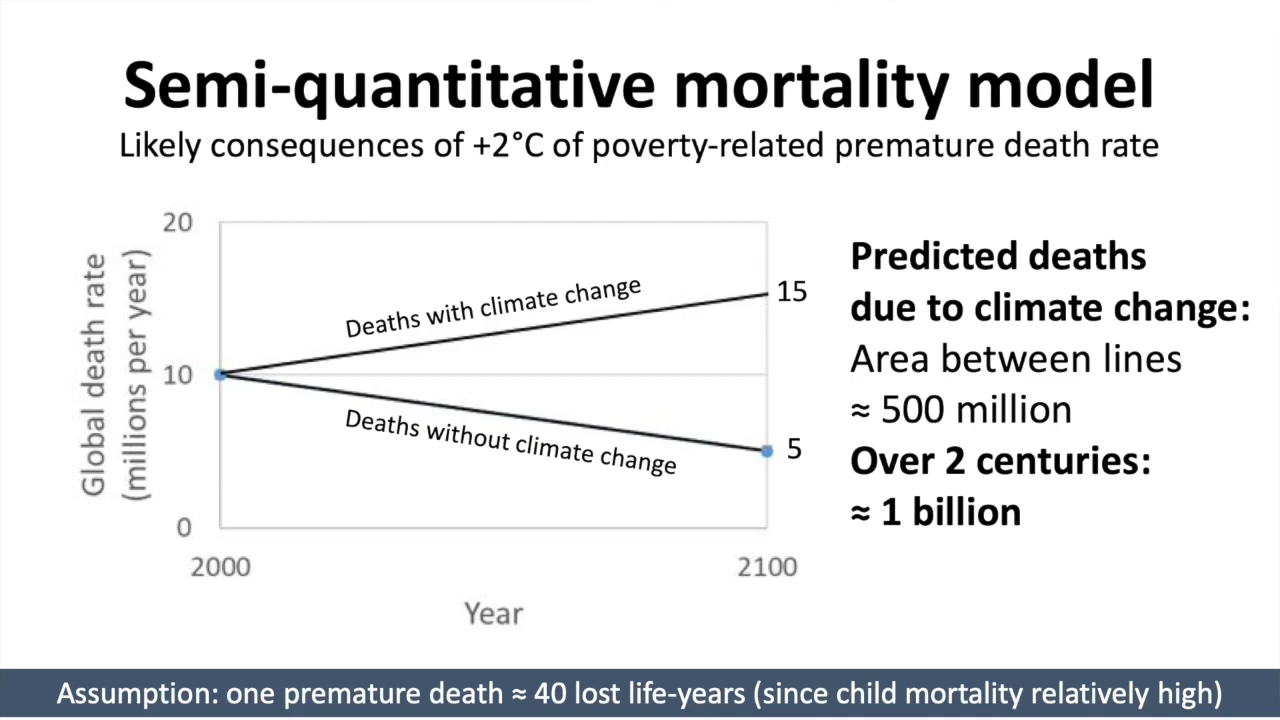 Semi-quantitative mortality model
Likely consequences of +2°C of poverty-related premature death rate
Global death rate
(millions per year)
20
10
0
Deaths with climate change
15
Deaths without climate change
5
2000
2100
Year
Predicted deaths
due to climate change:
Area between lines
≈ 500 million
Over 2 centuries:
≈ 1 billion
Assumption: one premature death ≈ 40 lost life-years (since child mortality relatively high)